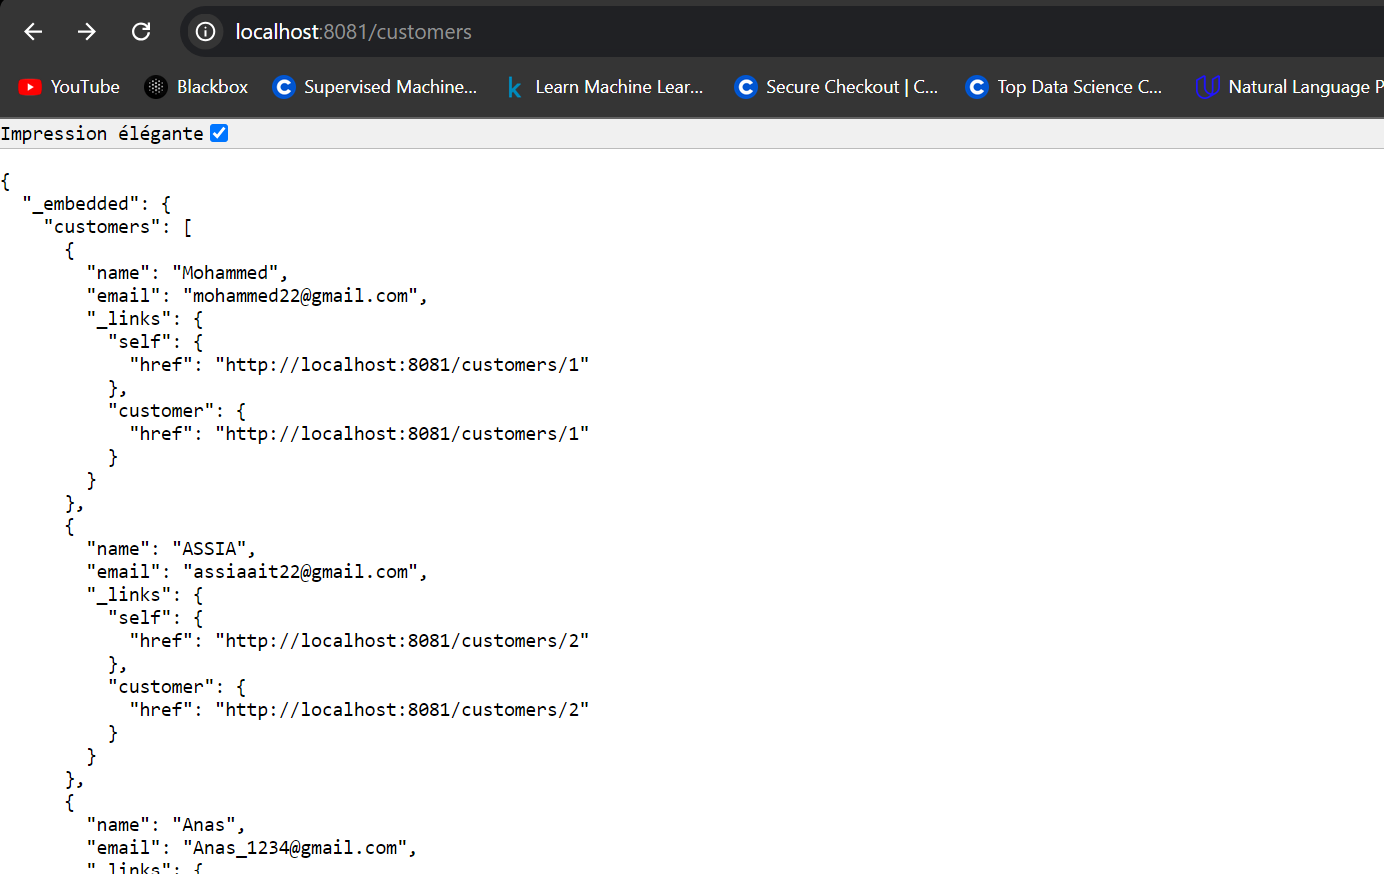 localhost:8081/customers
YouTube Blackbox Supervised Machine... Learn Machine Lear... Secure Checkout | C... Top Data Science C... Natural Language P
Impression élégante
{
  "_embedded": {
    "customers": [
      {
        "name": "Mohammed",
        "email": "mohammed22@gmail.com",
        "_links": {
          "self": {
            "href": "http://localhost:8081/customers/1"
          },
          "customer": {
            "href": "http://localhost:8081/customers/1"
          }
        }
      },
      {
        "name": "ASSIA",
        "email": "assiaait22@gmail.com",
        "_links": {
          "self": {
            "href": "http://localhost:8081/customers/2"
          },
          "customer": {
            "href": "http://localhost:8081/customers/2"
          }
        }
      },
      {
        "name": "Anas",
        "email": "Anas_1234@gmail.com",
        "_links": {